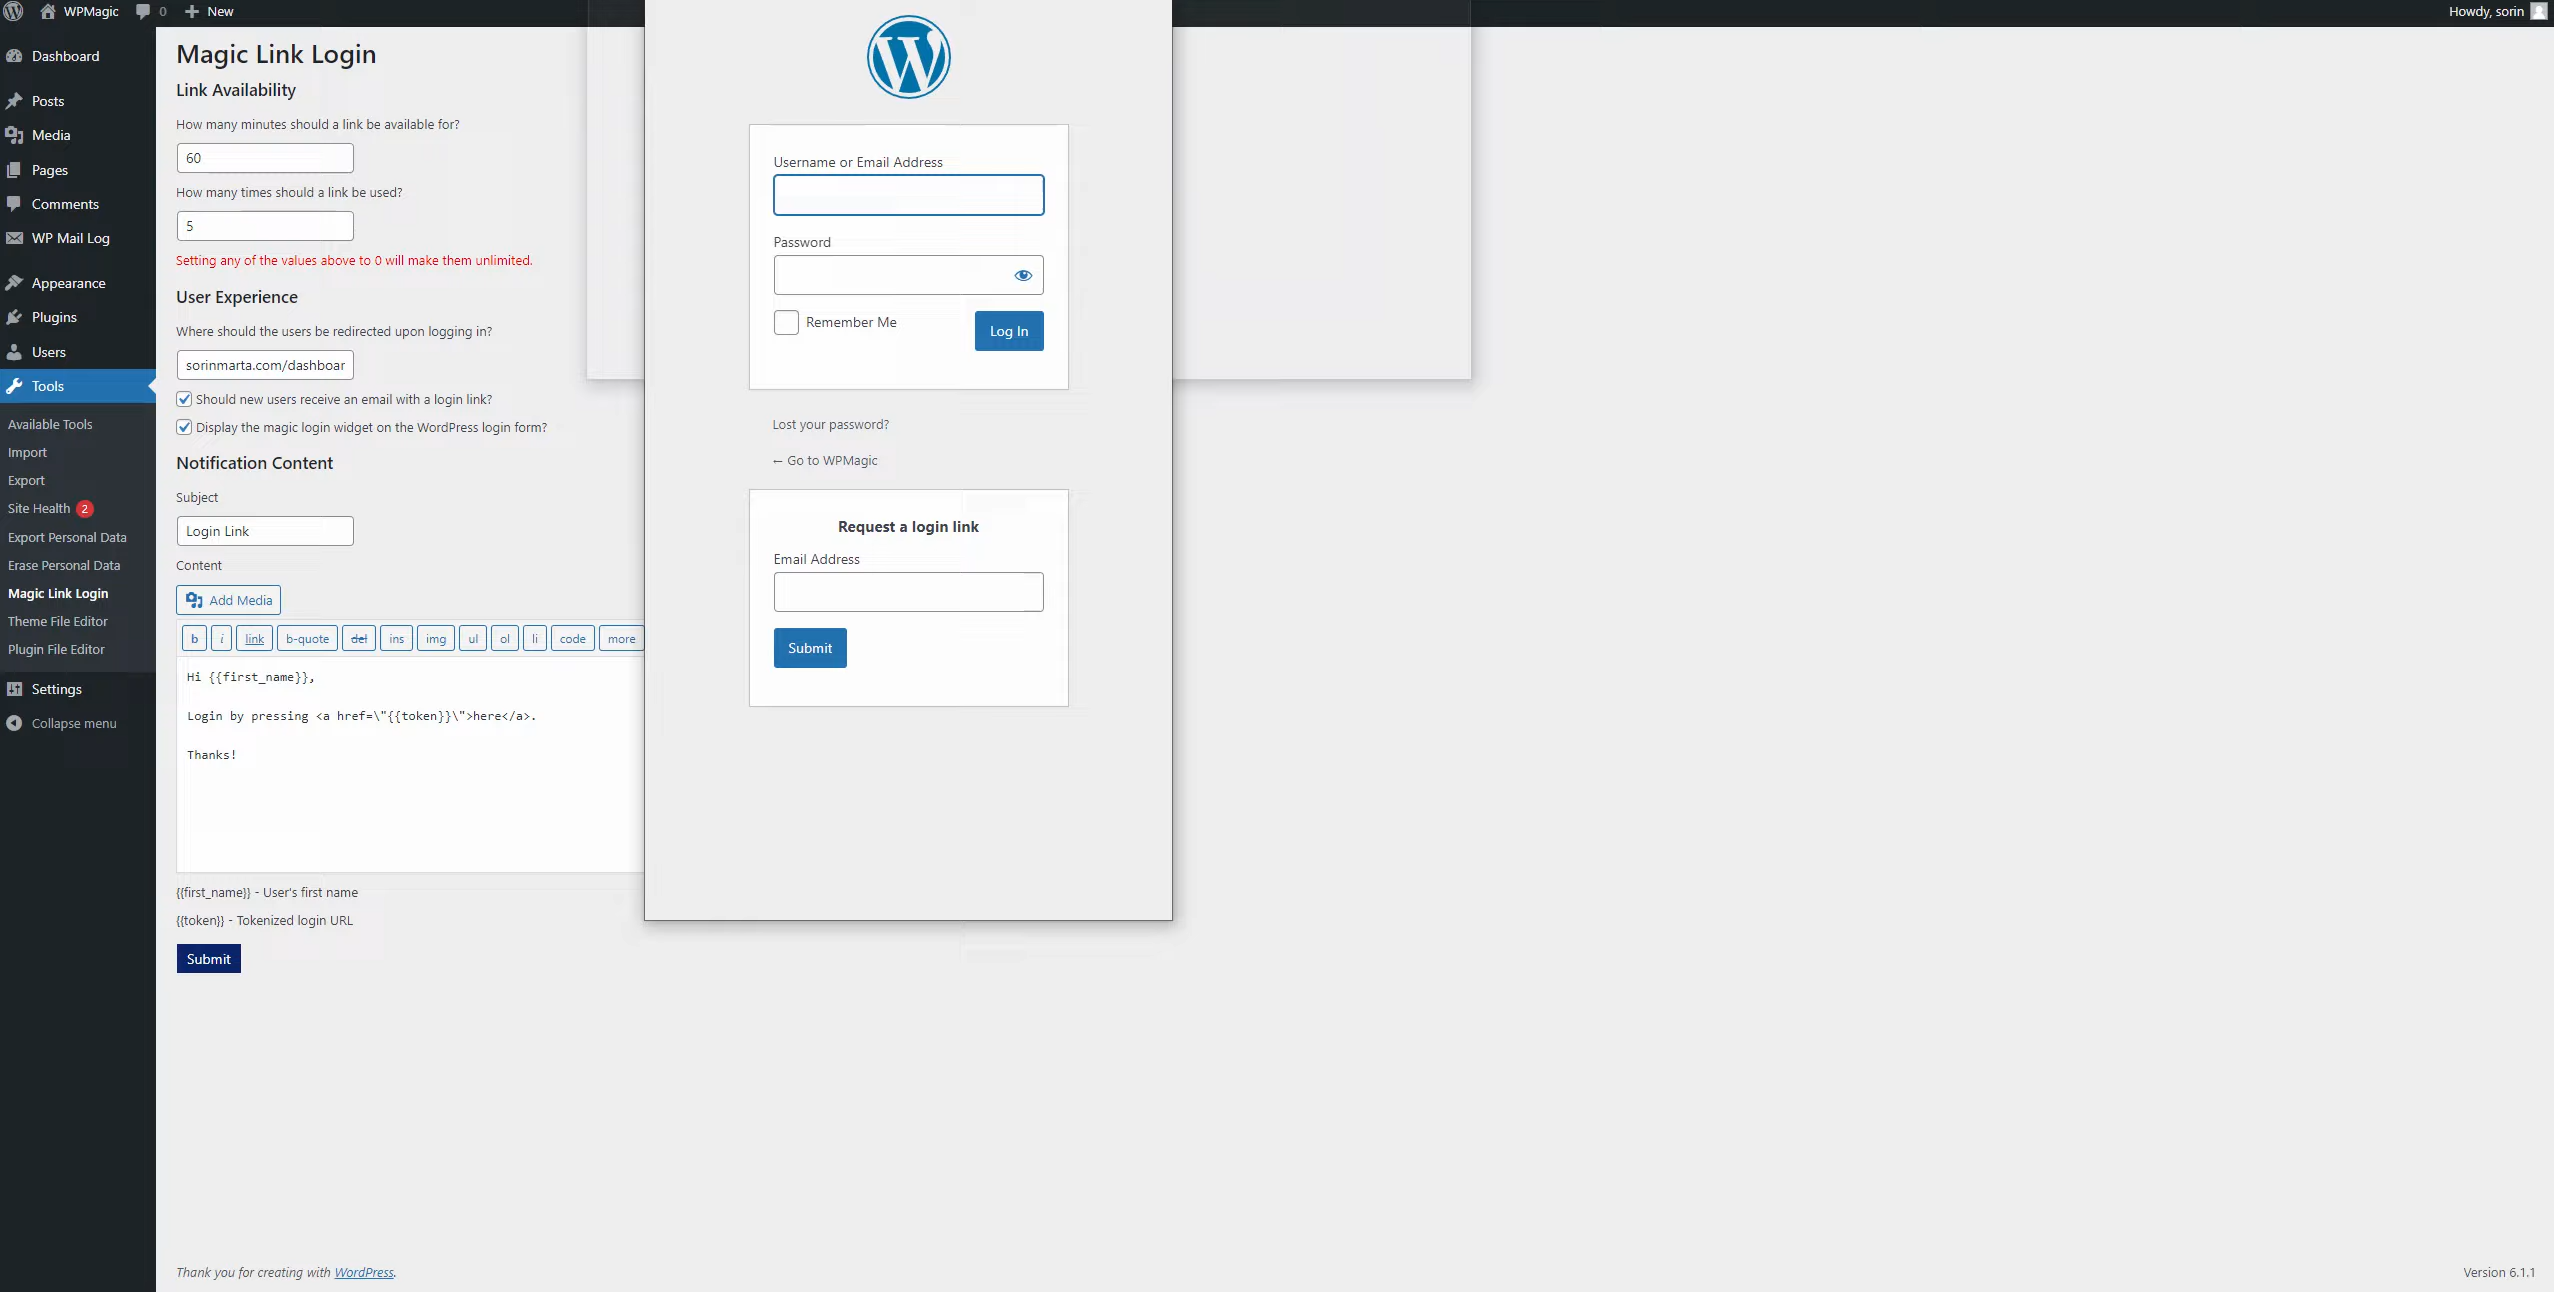 WPMagic
0
New
Howdy, sorin
Dashboard
Posts
Media
Pages
Comments
WP Mail Log
Appearance
Plugins
Users
Tools
Available Tools
Import
Export
Site Health 2
Export Personal Data
Erase Personal Data
Magic Link Login
Theme File Editor
Plugin File Editor
Settings
Collapse menu
Magic Link Login
Link Availability
How many minutes should a link be available for?
60
How many times should a link be used?
5
Setting any of the values above to 0 will make them unlimited.
User Experience
Where should the users be redirected upon logging in?
sorinmarta.com/dashboar
Should new users receive an email with a login link?
Display the magic login widget on the WordPress login form?
Notification Content
Subject
Login Link
Content
Add Media
b i link b-quote del ins img ul ol li code more
Hi {{first_name}},
Login by pressing <a href=\"{{token}}\">here</a>.
Thanks!
{{first_name}} - User's first name
{{token}} - Tokenized login URL
Submit
Username or Email Address
Password
Remember Me
Log In
Lost your password?
← Go to WPMagic
Request a login link
Email Address
Submit
Thank you for creating with WordPress.
Version 6.1.1